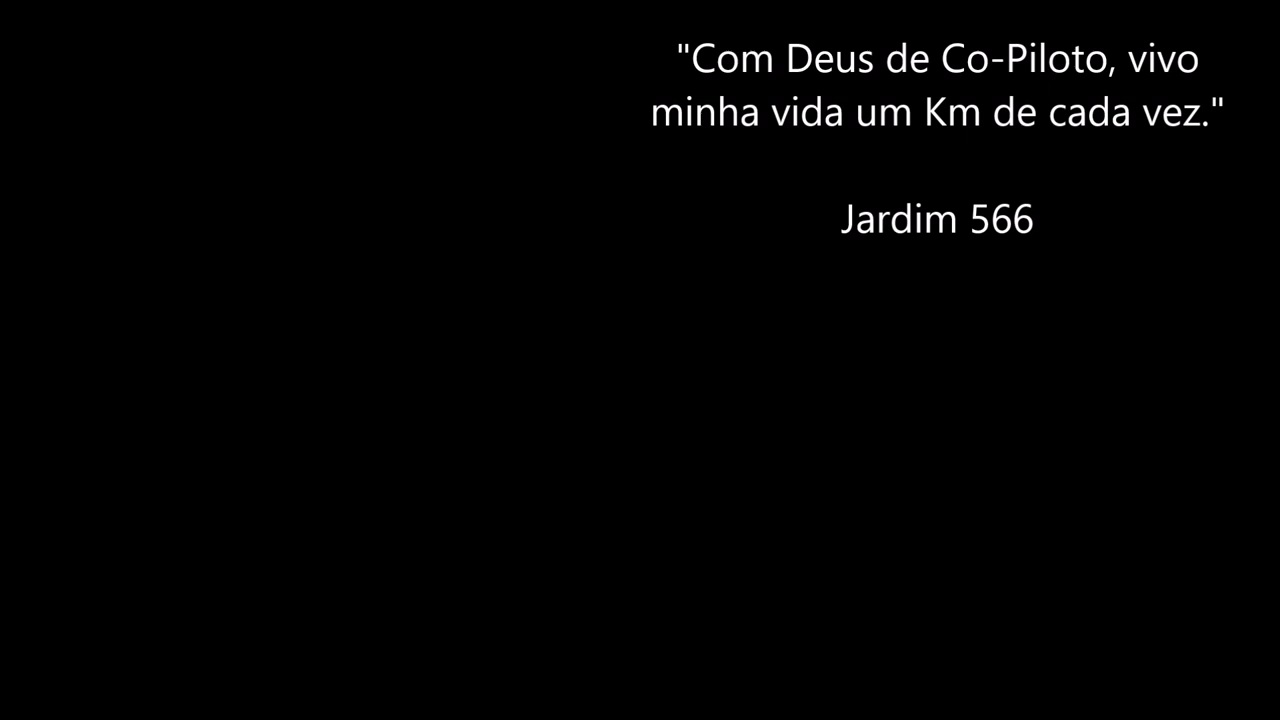 "Com Deus de Co-Piloto, vivo
minha vida um Km de cada vez."
Jardim 566